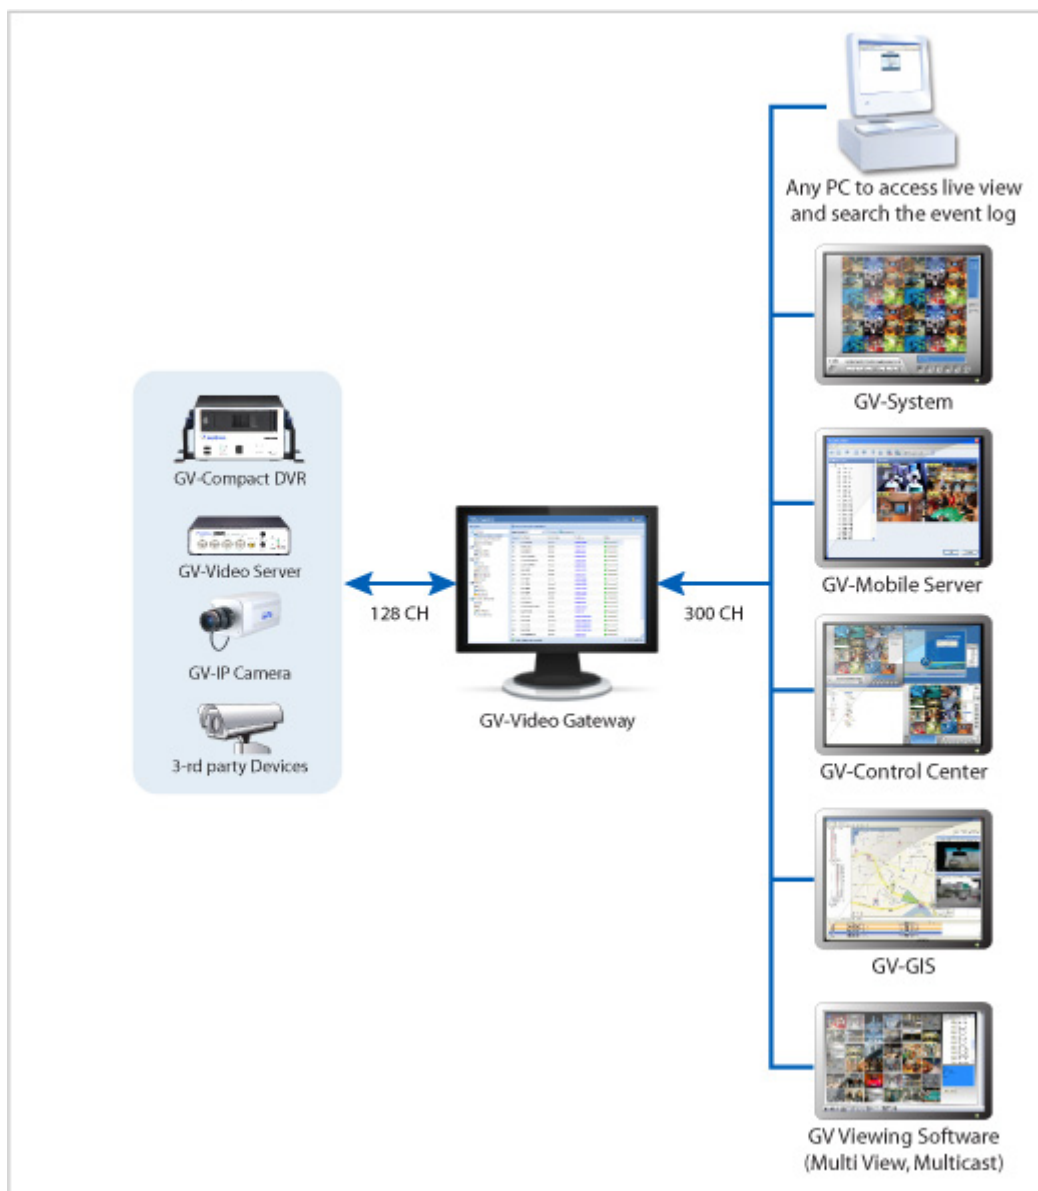 Any PC to access live view
and search the event log
GV-System
GV-Compact DVR
GV-Video Server
GV-IP Camera
3-rd party Devices
128 CH
300 CH
GV-Video Gateway
GV-Mobile Server
GV-Control Center
GV-GIS
GV Viewing Software
(Multi View, Multicast)